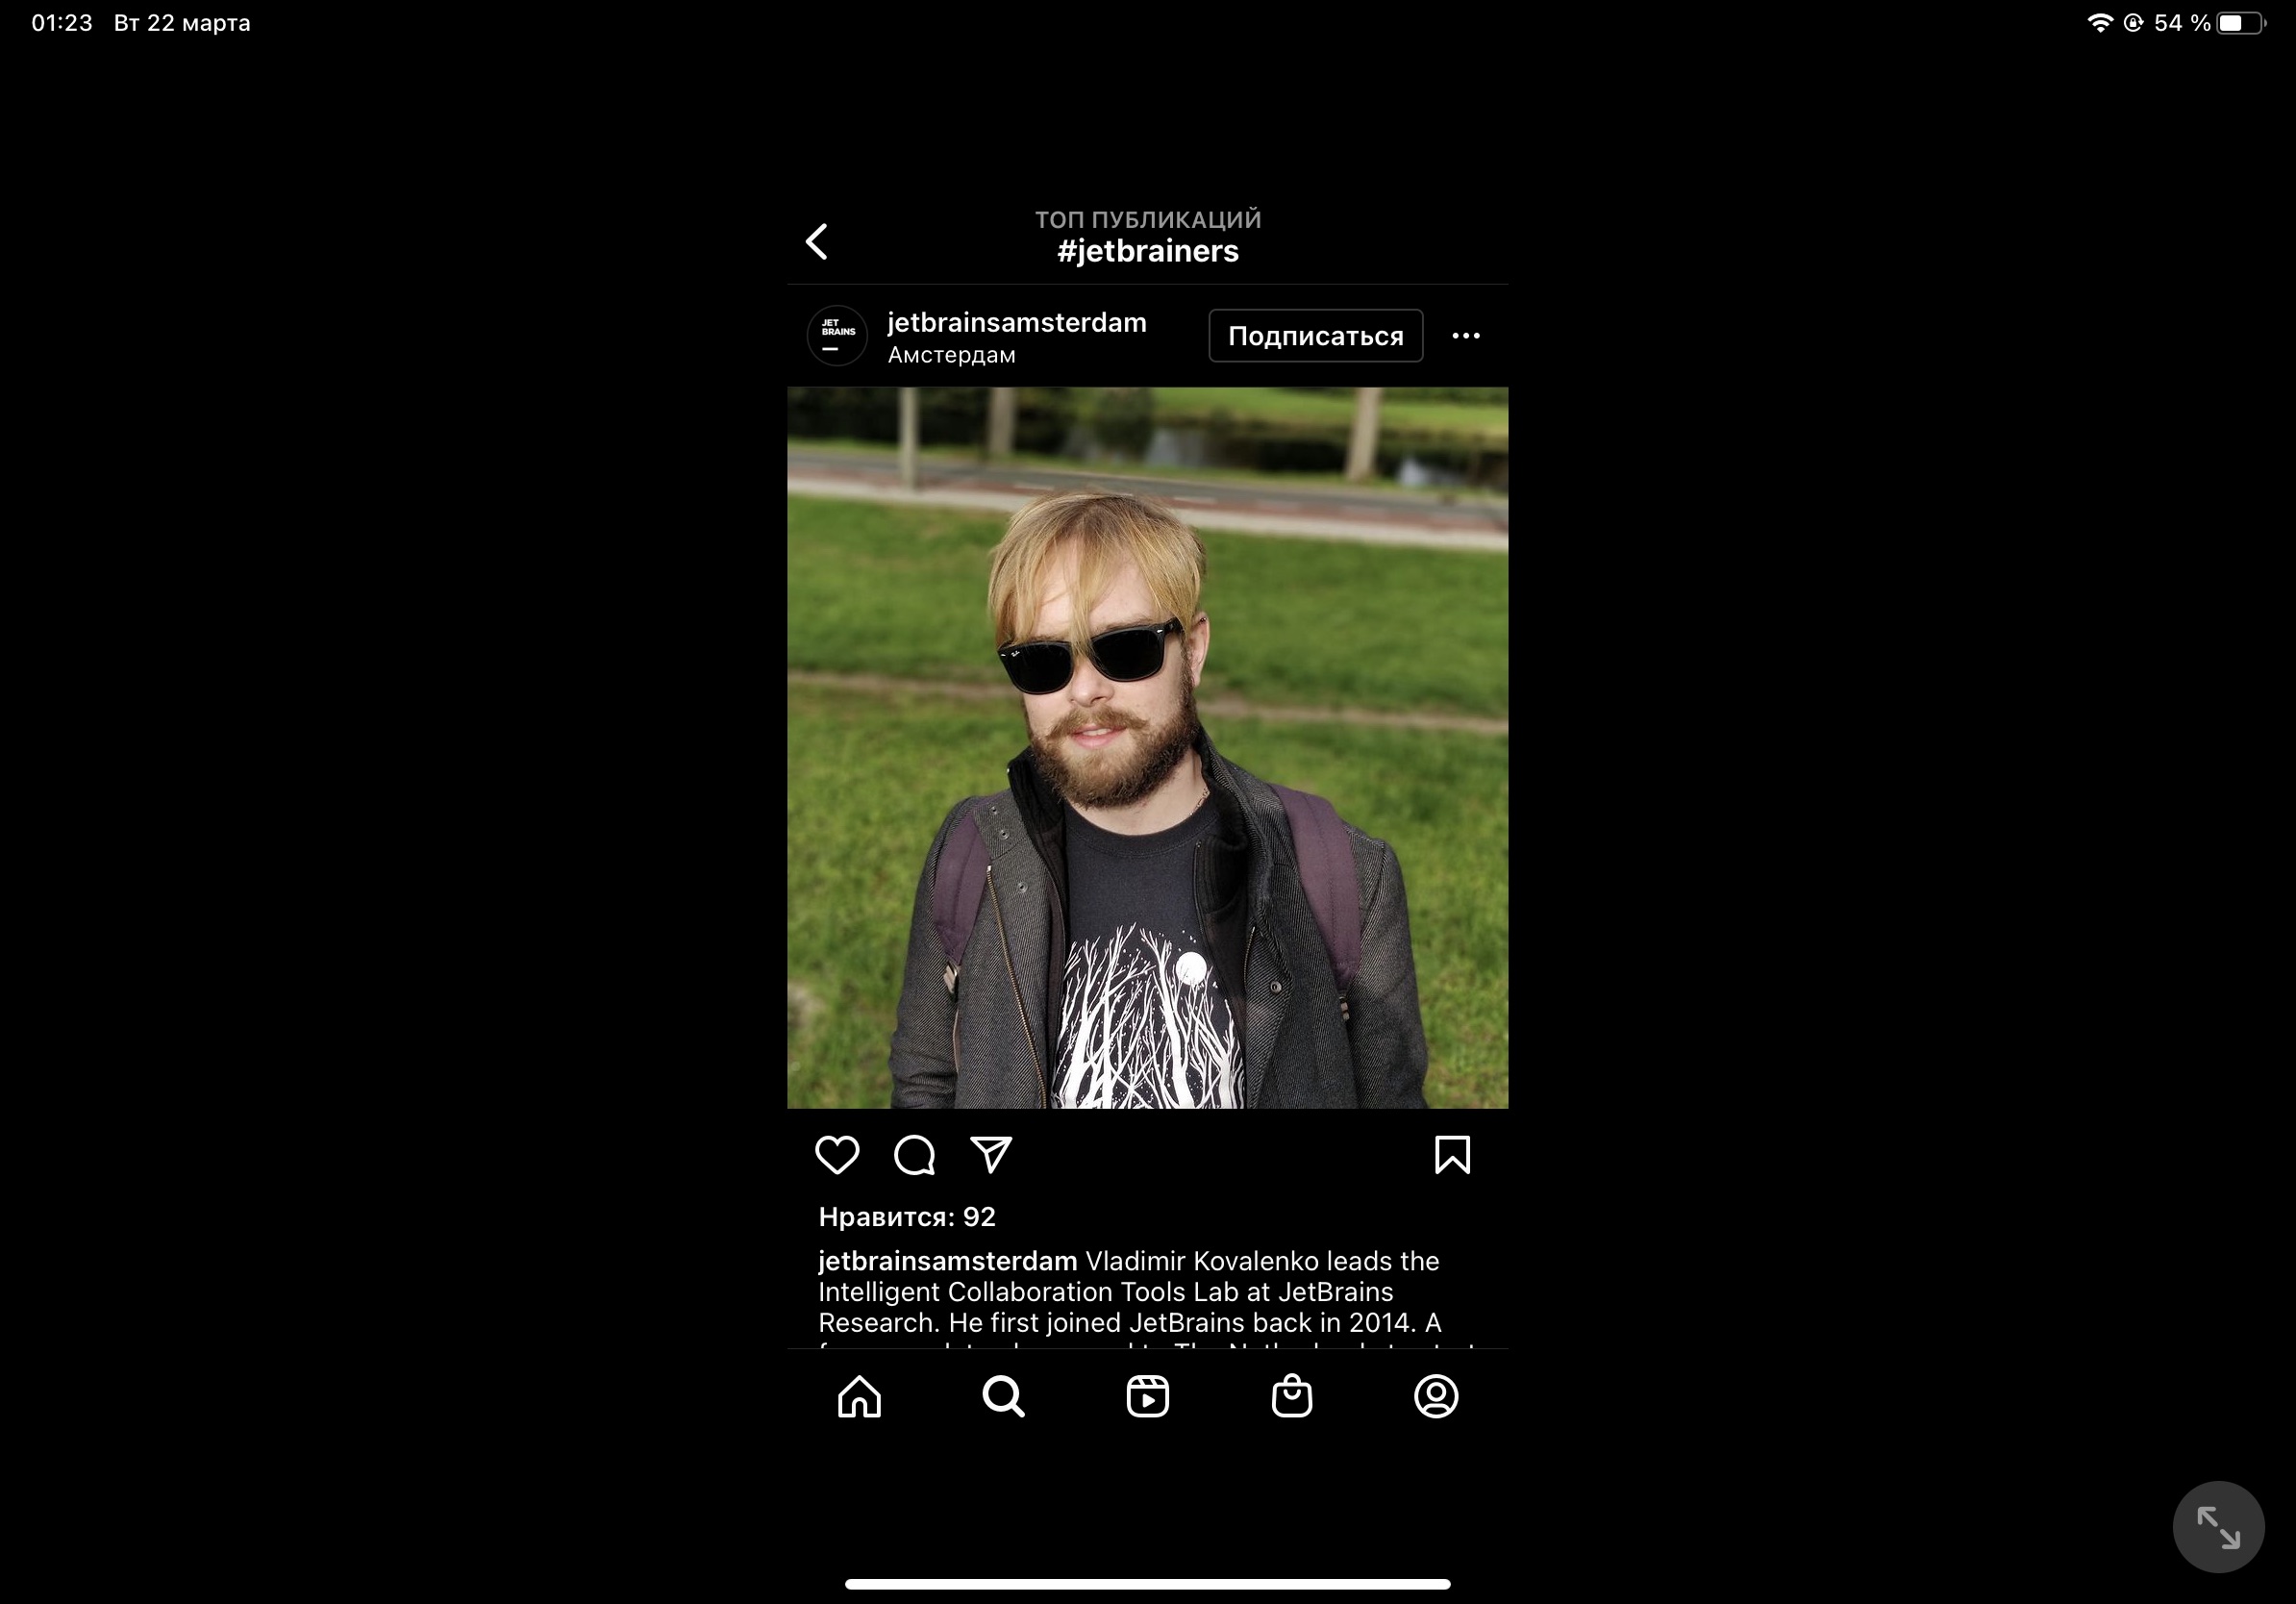 01:23 Вт 22 марта
54 %
ТОП ПУБЛИКАЦИЙ
#jetbrainers
JET
BRAINS
jetbrainsamsterdam
Амстердам
Подписаться
Нравится: 92
jetbrainsamsterdam Vladimir Kovalenko leads the
Intelligent Collaboration Tools Lab at JetBrains
Research. He first joined JetBrains back in 2014. A